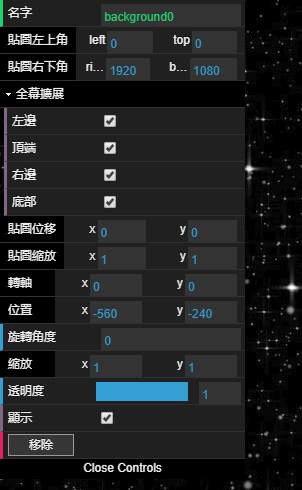 名字 background0
貼圖左上角 left 0 top 0
貼圖右下角 ri... 1920 b... 1080
全幕擴展
左邊
頂端
右邊
底部
貼圖位移 x 0 y 0
貼圖縮放 x 1 y 1
轉軸 x 0 y 0
位置 x -560 y -240
旋轉角度 0
縮放 x 1 y 1
透明度 1
顯示
移除
Close Controls